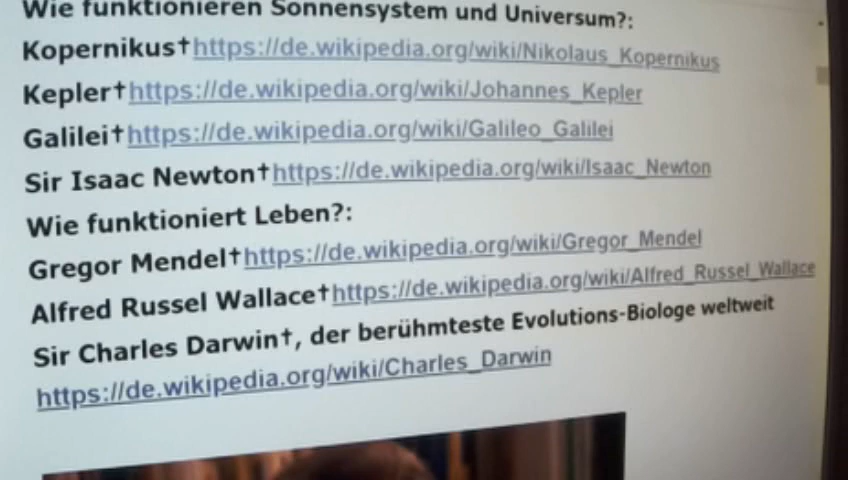 Wie funktionieren Sonnensystem und Universum?:
Kopernikus†https://de.wikipedia.org/wiki/Nikolaus_Kopernikus
Kepler†https://de.wikipedia.org/wiki/Johannes_Kepler
Galilei†https://de.wikipedia.org/wiki/Galileo_Galilei
Sir Isaac Newton†https://de.wikipedia.org/wiki/Isaac_Newton
Wie funktioniert Leben?:
Gregor Mendel†https://de.wikipedia.org/wiki/Gregor_Mendel
Alfred Russel Wallace†https://de.wikipedia.org/wiki/Alfred_Russel_Wallace
Sir Charles Darwin†, der berühmteste Evolutions-Biologe weltweit
https://de.wikipedia.org/wiki/Charles_Darwin